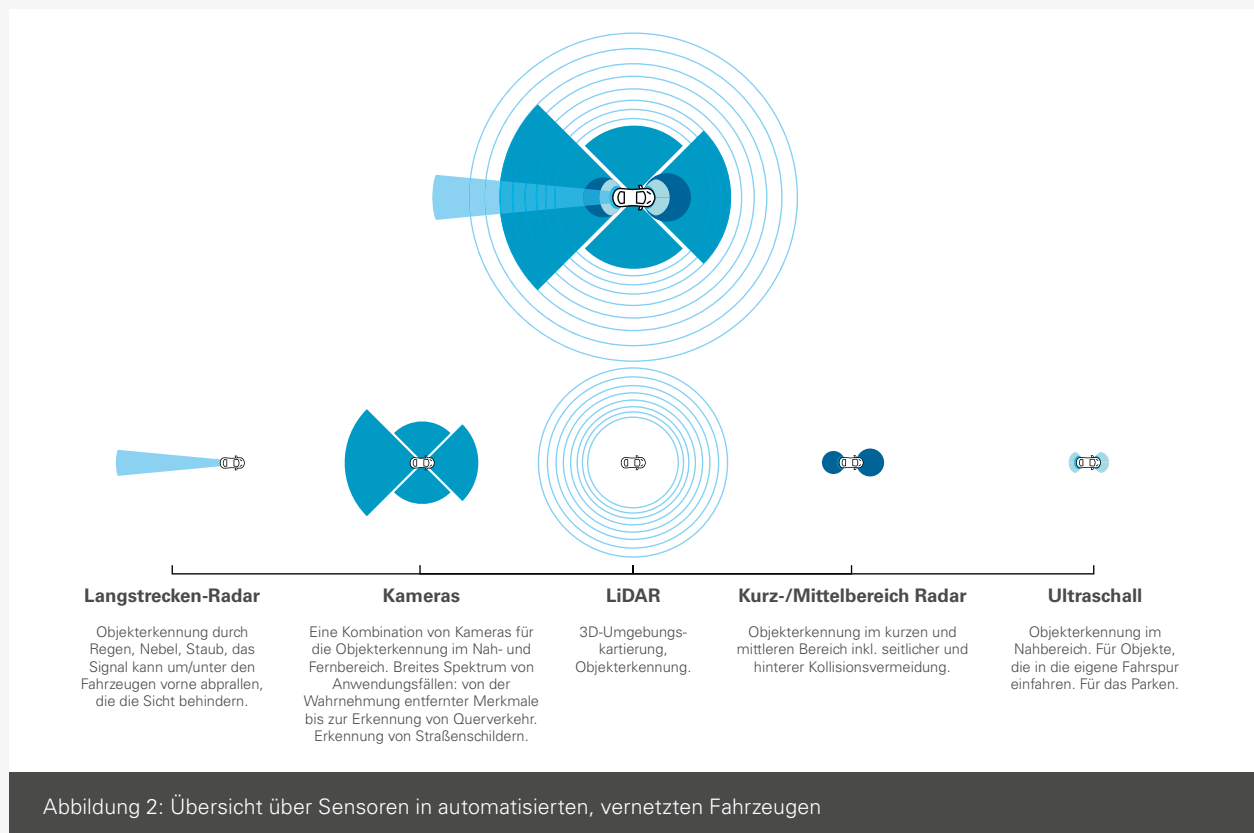 Langstrecken-Radar
Objekterkennung durch
Regen, Nebel, Staub, das
Signal kann um/unter den
Fahrzeugen vorne abprallen,
die die Sicht behindern.
Kameras
Eine Kombination von Kameras für
die Objekterkennung im Nah- und
Fernbereich. Breites Spektrum von
Anwendungsfällen: von der
Wahrnehmung entfernter Merkmale
bis zur Erkennung von Querverkehr.
Erkennung von Straßenschildern.
LiDAR
3D-Umgebungs-
kartierung,
Objekterkennung.
Kurz-/Mittelbereich Radar
Objekterkennung im kurzen und
mittleren Bereich inkl. seitlicher und
hinterer Kollisionsvermeidung.
Ultraschall
Objekterkennung im
Nahbereich. Für Objekte,
die in die eigene Fahrspur
einfahren. Für das Parken.
Abbildung 2: Übersicht über Sensoren in automatisierten, vernetzten Fahrzeugen